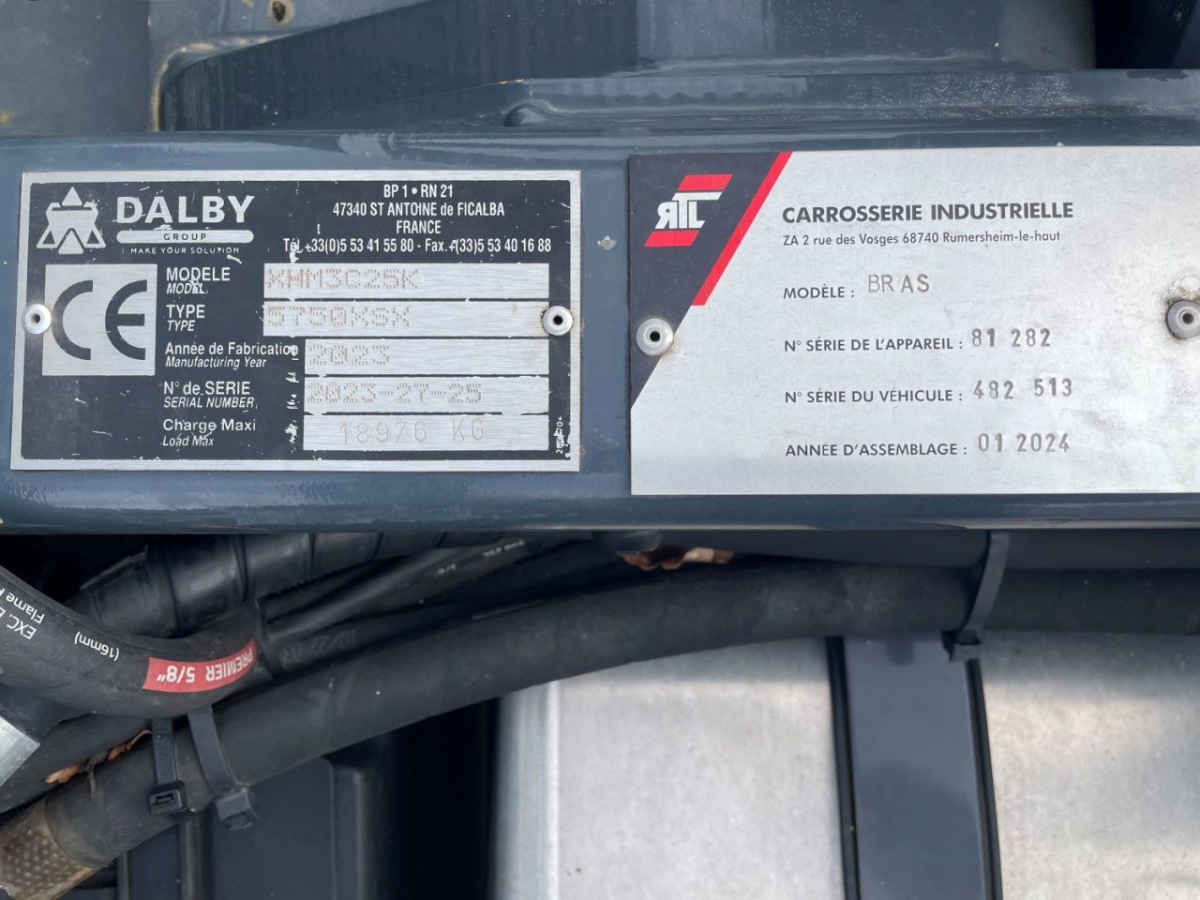 DALBY
GROUP
MAKE YOUR SOLUTION
BP 1 • RN 21
47340 ST ANTOINE de FICALBA
FRANCE
Tél +33(0)5 53 41 55 80 - Fax.+(33)5 53 40 16 88
CE
MODELE XHM3C25K
MODEL
TYPE 5750XSX
TYPE
Année de Fabrication 2023
Manufacturing Year
N° de SERIE 2023-27-25
SERIAL NUMBER
Charge Maxi 18976 KG
Load Max
RTL
CARROSSERIE INDUSTRIELLE
ZA 2 rue des Vosges 68740 Rumersheim-le-haut
MODÈLE : BRAS
N° SÉRIE DE L'APPAREIL : 81 282
N° SÉRIE DU VÉHICULE : 482 513
ANNÉE D'ASSEMBLAGE : 01 2024
EXC.
Flame
(16mm)
PREMIER 5/8"